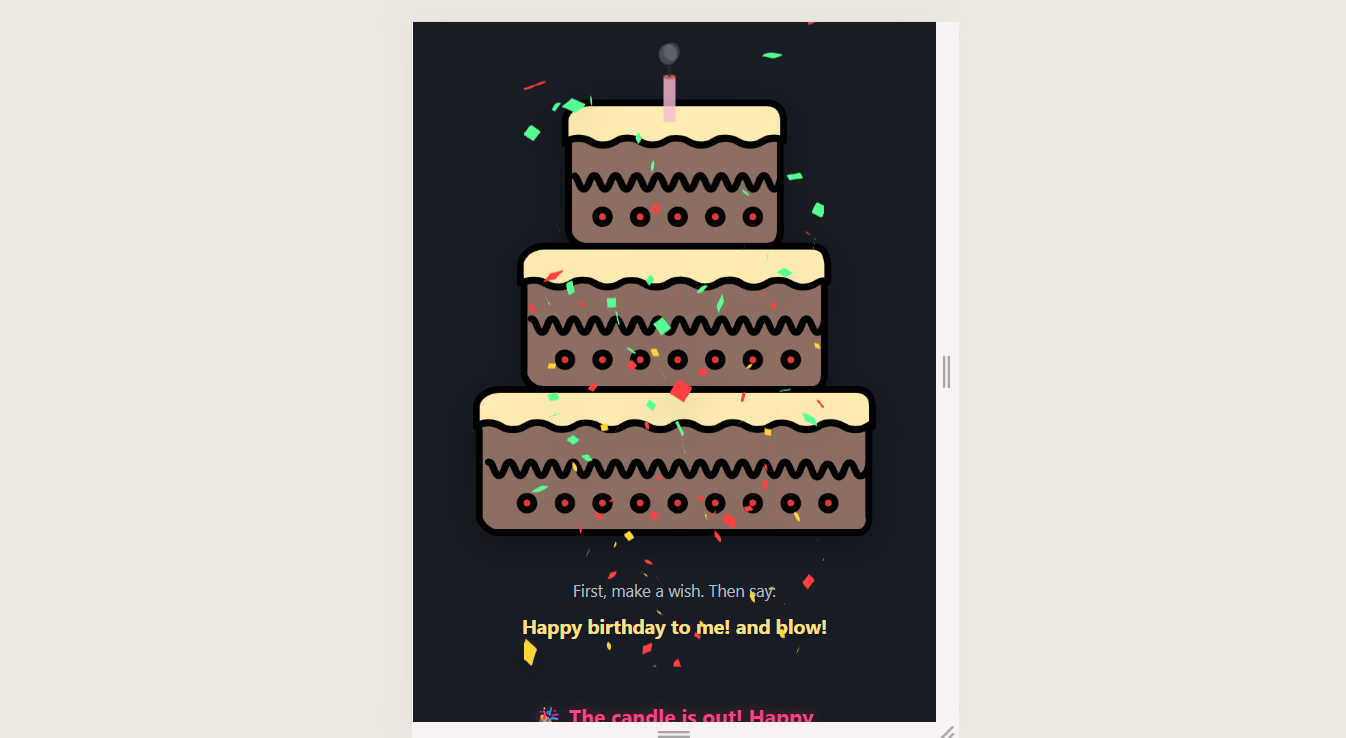 First, make a wish. Then say:
Happy birthday to me! and blow!
🎉 The candle is out! Happy